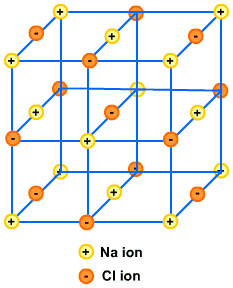 + - +
- + -
+ - +
- + -
+ - +
- + -
+ - +
- + -
+ - +
+ Na ion
- Cl ion